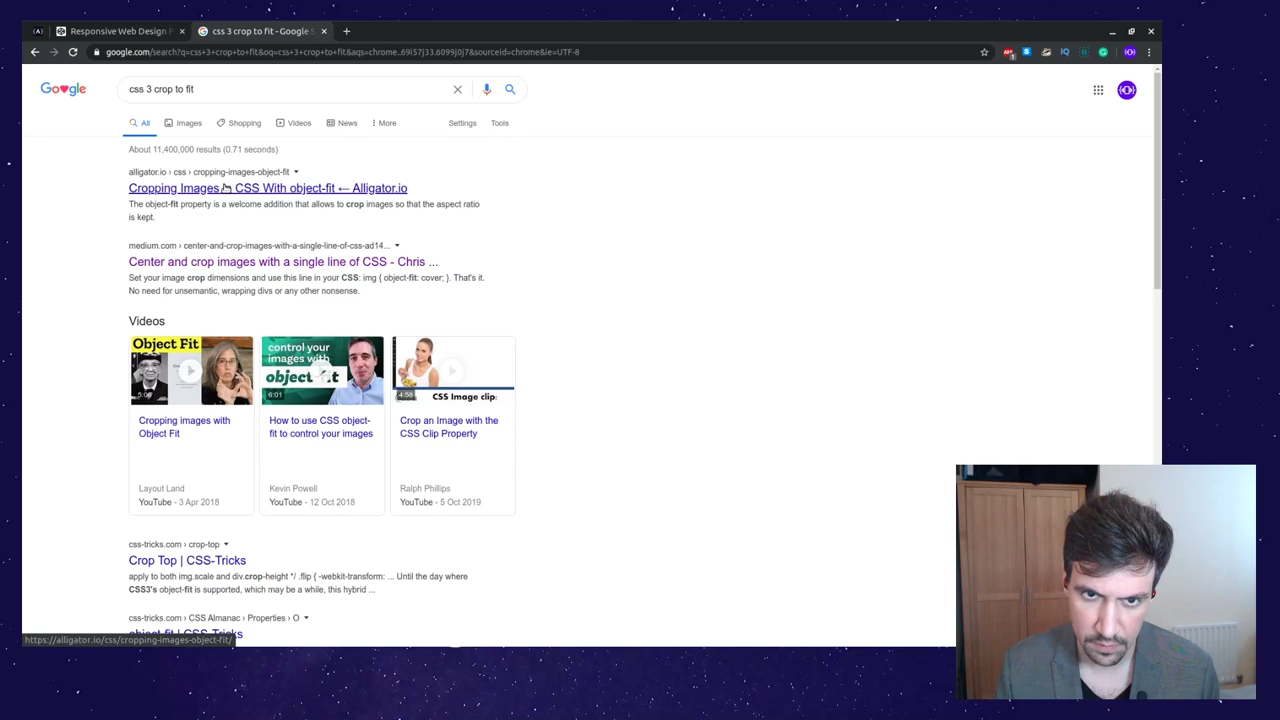 Responsive Web Design P
css 3 crop to fit - Google S
google.com/search?q=css+3+crop+to+fit&oq=css+3+crop+to+fit&aqs=chrome..69i57j33.6099j0j7&sourceid=chrome&ie=UTF-8
css 3 crop to fit
All Images Shopping Videos News More Settings Tools
About 11,400,000 results (0.71 seconds)
alligator.io › css › cropping-images-object-fit
Cropping Images CSS With object-fit ← Alligator.io
The object-fit property is a welcome addition that allows to crop images so that the aspect ratio
is kept.
medium.com › center-and-crop-images-with-a-single-line-of-css-ad14...
Center and crop images with a single line of CSS - Chris ...
Set your image crop dimensions and use this line in your CSS: img { object-fit: cover; }. That's it.
No need for unsemantic, wrapping divs or any other nonsense.
Videos
Object Fit
control your
images with
object-fit
CSS Image clip:
6:01
4:58
Cropping images with
Object Fit
How to use CSS object-
fit to control your images
Crop an Image with the
CSS Clip Property
Layout Land
Kevin Powell
Ralph Phillips
YouTube - 3 Apr 2018
YouTube - 12 Oct 2018
YouTube - 5 Oct 2019
css-tricks.com › crop-top
Crop Top | CSS-Tricks
apply to both img.scale and div.crop-height */ .flip { -webkit-transform: ... Until the day where
CSS3's object-fit is supported, which may be a while, this hybrid ...
css-tricks.com › CSS Almanac › Properties › O
object-fit | CSS-Tricks
https://alligator.io/css/cropping-images-object-fit/